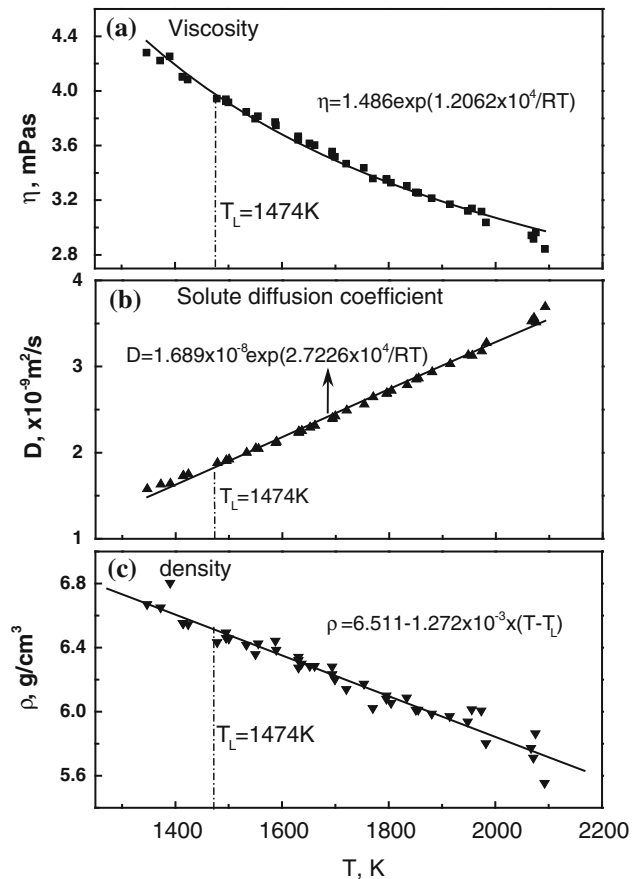 (a) Viscosity
η=1.486exp(1.2062x10⁴/RT)
T_L=1474K
η, mPas
4.4
4.0
3.6
3.2
2.8
(b) Solute diffusion coefficient
D=1.689x10⁻⁸exp(2.7226x10⁴/RT)
T_L=1474K
D, x10⁻⁹m²/s
4
3
2
1
(c) density
ρ=6.511-1.272x10⁻³x(T-T_L)
T_L=1474K
ρ, g/cm³
6.8
6.4
6.0
5.6
1400 1600 1800 2000 2200
T, K